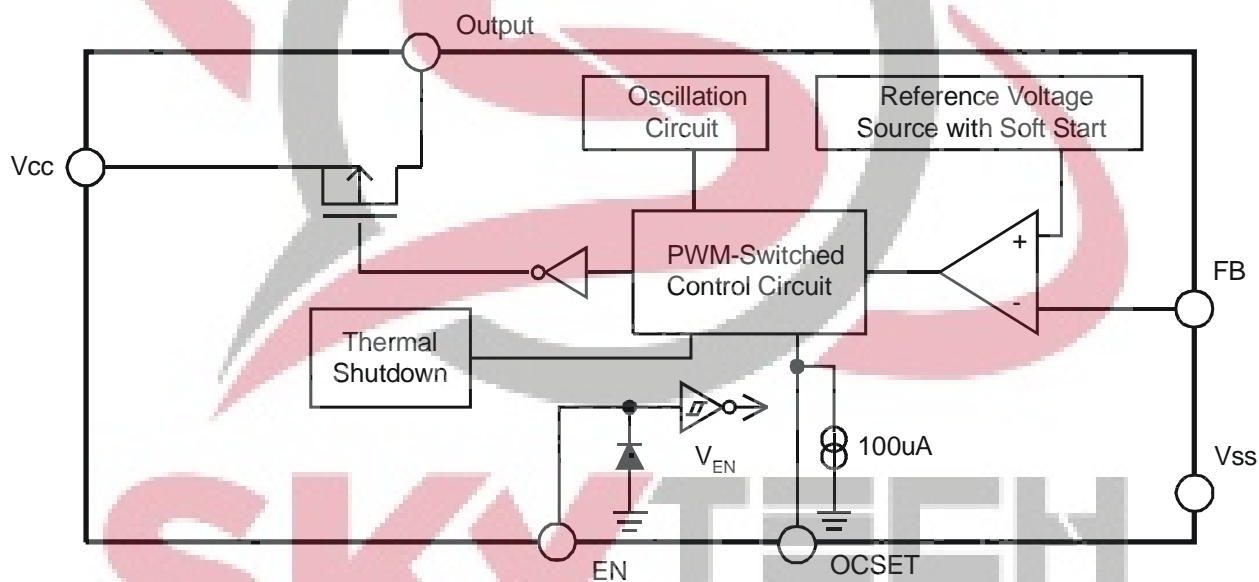 Output
Oscillation
Circuit
Reference Voltage
Source with Soft Start
Vcc
+
PWM-Switched
Control Circuit
-
FB
Thermal
Shutdown
VEN
100uA
Vss
EN
OCSET
SKYTECH